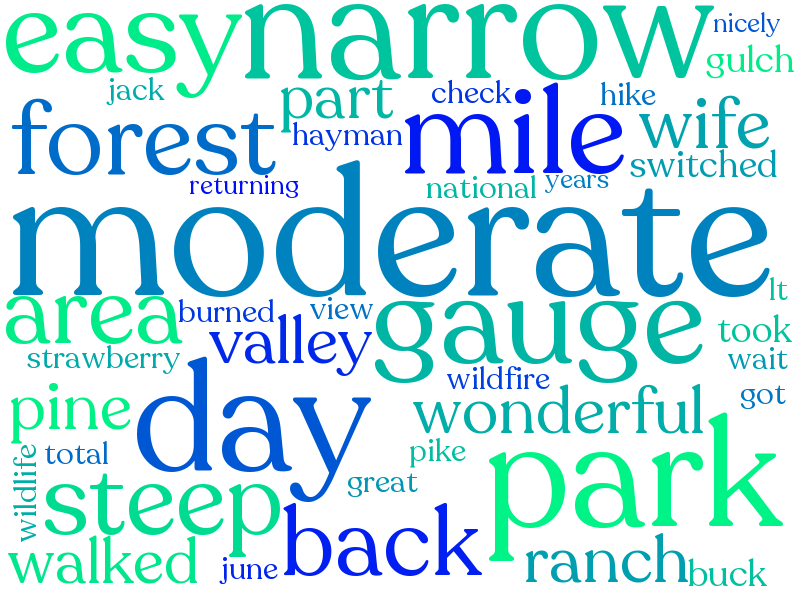 easy narrow nicely
gulch
jack part check hike
forest hayman mile wife
switched
returning national years
moderate
lt
area burned view gauge took
valley
strawberry wait
wildfire
pine day wonderful got
wildlife total pike park
steep great
walked june back ranch buck